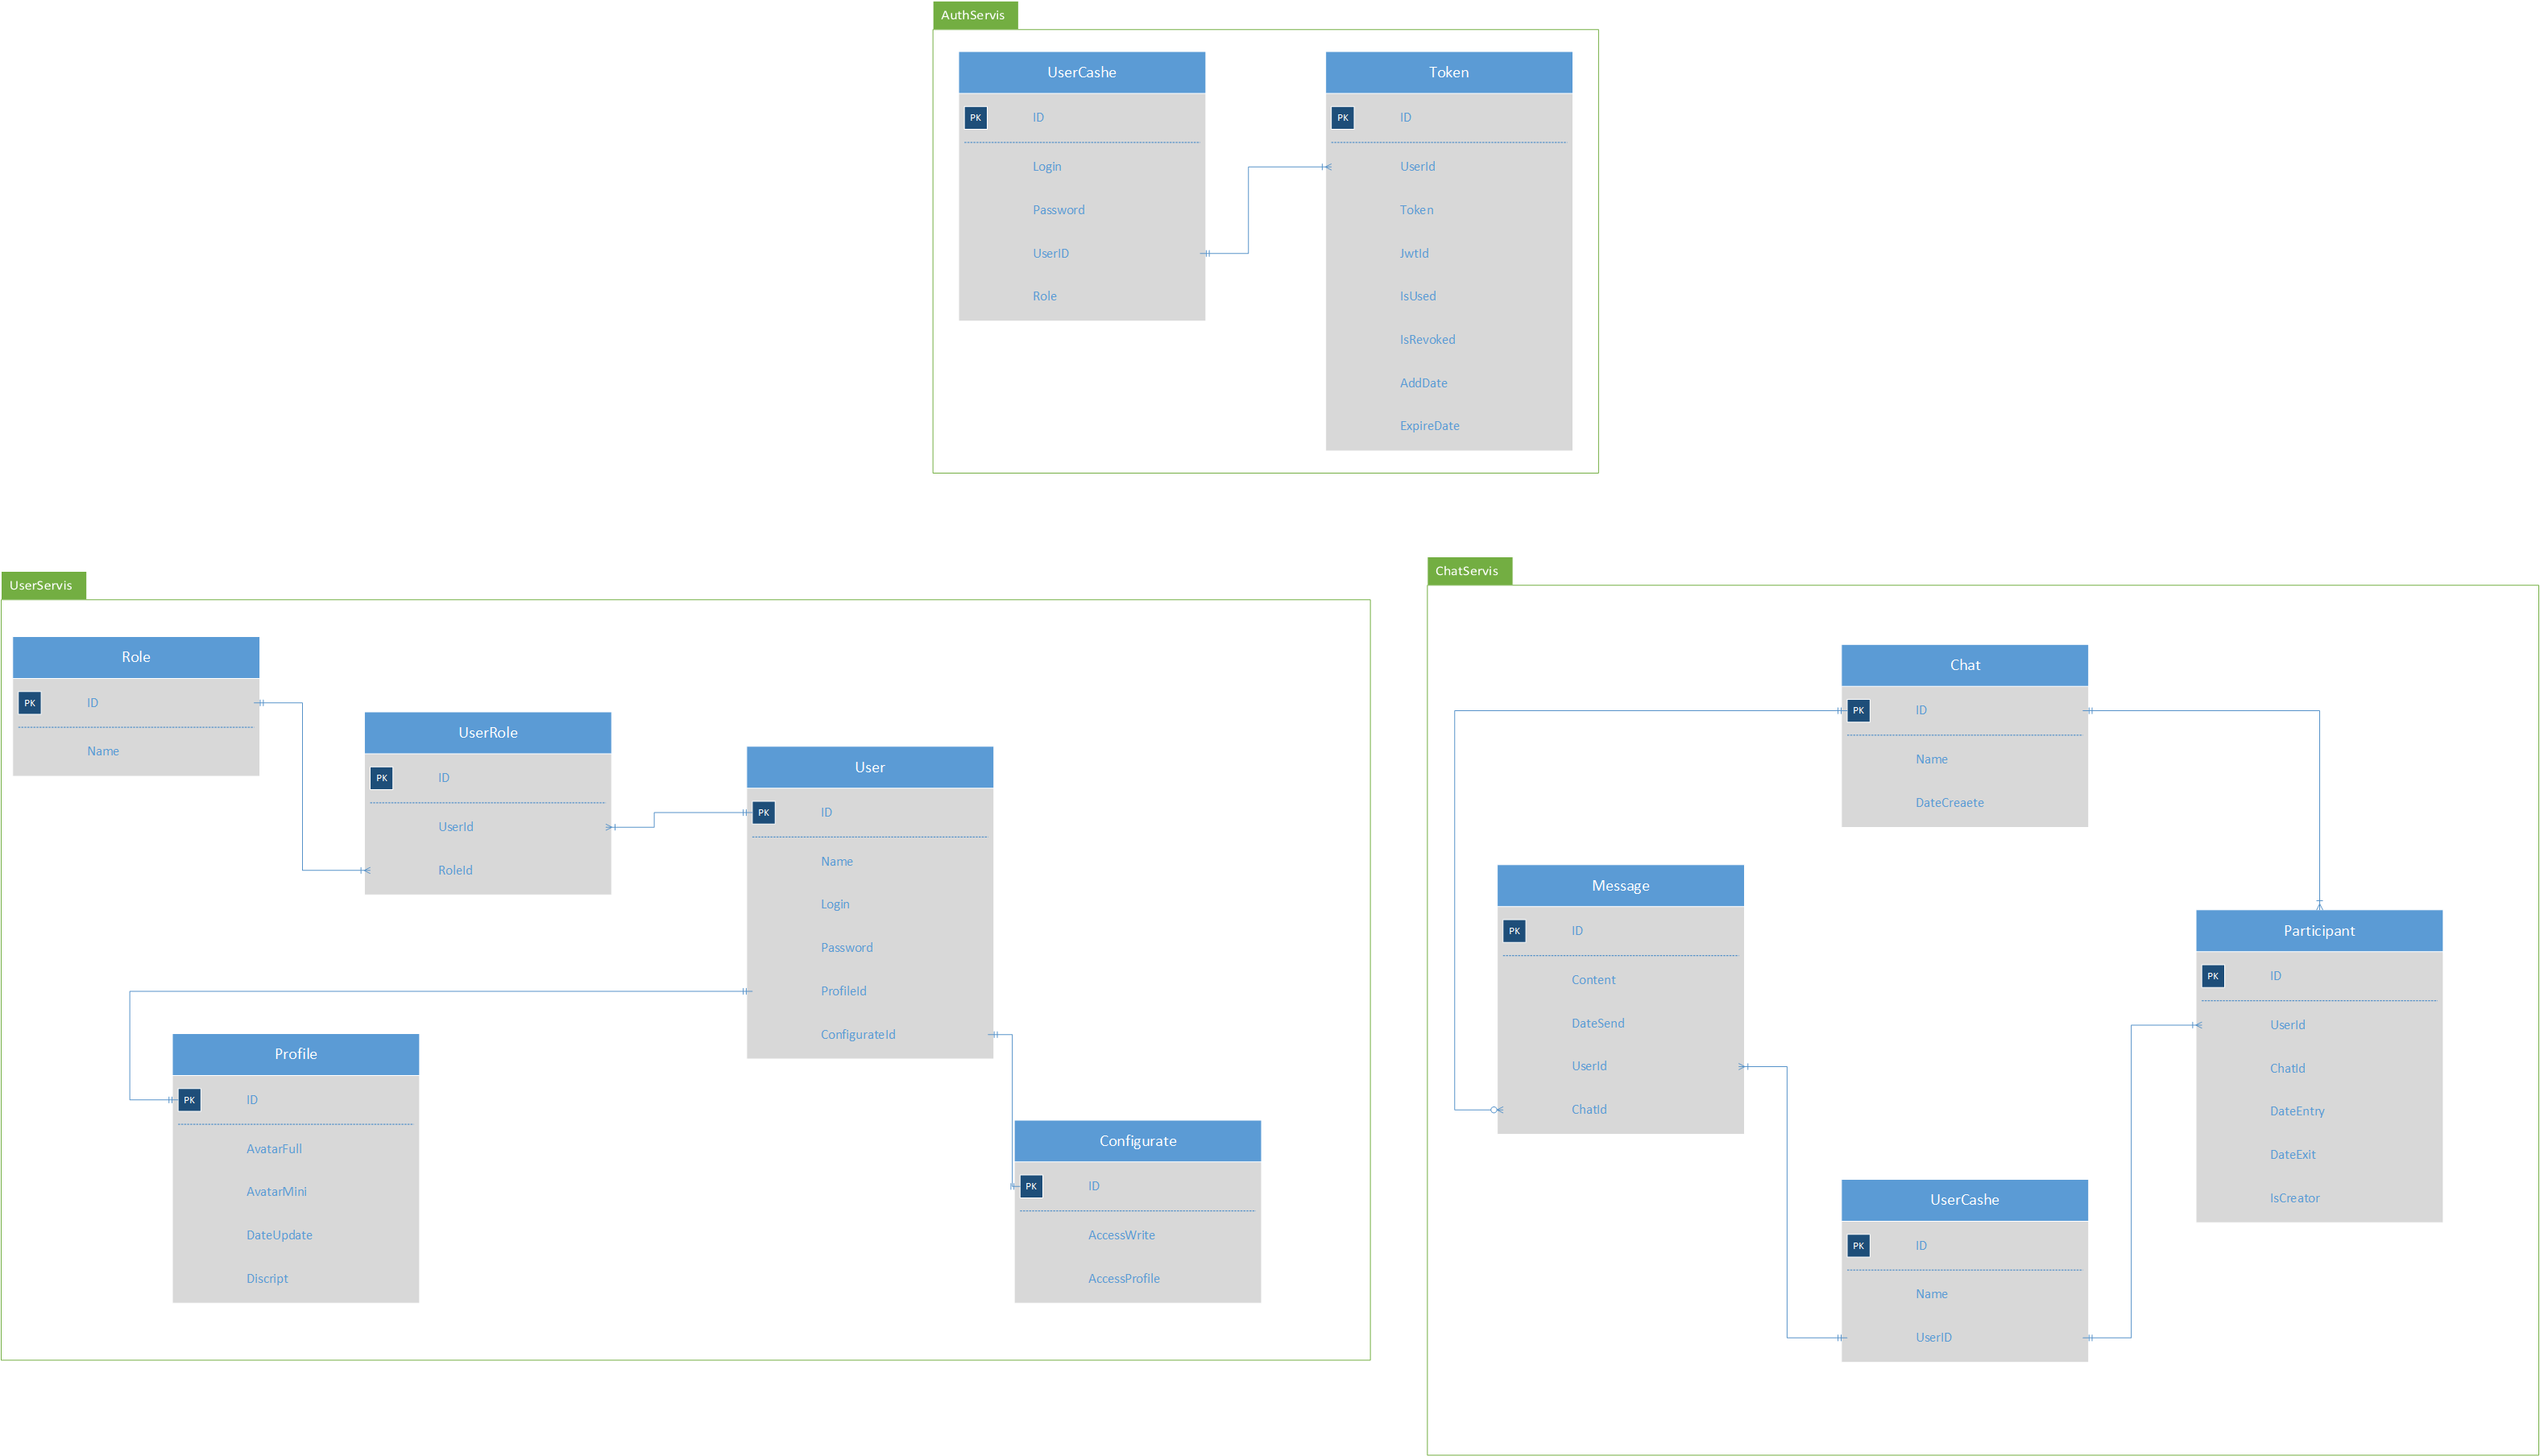 AuthServis
UserCashe
PK ID
Login
Password
UserID
Role
Token
PK ID
UserId
Token
JwtId
IsUsed
IsRevoked
AddDate
ExpireDate
UserServis
Role
PK ID
Name
UserRole
PK ID
UserId
RoleId
User
PK ID
Name
Login
Password
ProfileId
ConfigurateId
Profile
PK ID
AvatarFull
AvatarMini
DateUpdate
Discript
Configurate
PK ID
AccessWrite
AccessProfile
ChatServis
Chat
PK ID
Name
DateCreaete
Message
PK ID
Content
DateSend
UserId
ChatId
Participant
PK ID
UserId
ChatId
DateEntry
DateExit
IsCreator
UserCashe
PK ID
Name
UserID